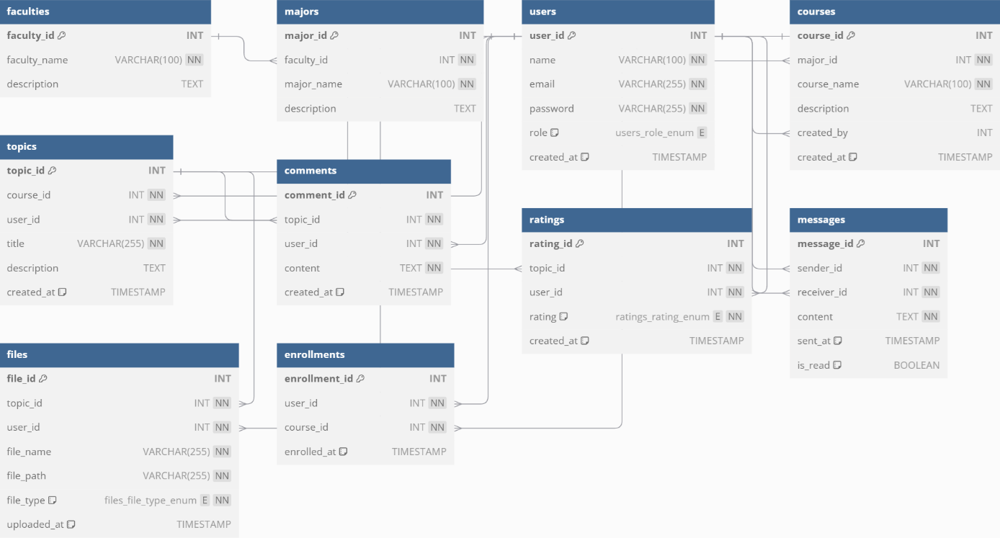 faculties
faculty_id INT
faculty_name VARCHAR(100) NN
description TEXT
majors
major_id INT
faculty_id INT NN
major_name VARCHAR(100) NN
description TEXT
users
user_id INT
name VARCHAR(100) NN
email VARCHAR(255) NN
password VARCHAR(255) NN
role users_role_enum E
created_at TIMESTAMP
courses
course_id INT
major_id INT NN
course_name VARCHAR(100) NN
description TEXT
created_by INT
created_at TIMESTAMP
topics
topic_id INT
course_id INT NN
user_id INT NN
title VARCHAR(255) NN
description TEXT
created_at TIMESTAMP
comments
comment_id INT
topic_id INT NN
user_id INT NN
content TEXT NN
created_at TIMESTAMP
ratings
rating_id INT
topic_id INT NN
user_id INT NN
rating ratings_rating_enum E NN
created_at TIMESTAMP
messages
message_id INT
sender_id INT NN
receiver_id INT NN
content TEXT NN
sent_at TIMESTAMP
is_read BOOLEAN
files
file_id INT
topic_id INT NN
user_id INT NN
file_name VARCHAR(255) NN
file_path VARCHAR(255) NN
file_type files_file_type_enum E NN
uploaded_at TIMESTAMP
enrollments
enrollment_id INT
user_id INT NN
course_id INT NN
enrolled_at TIMESTAMP